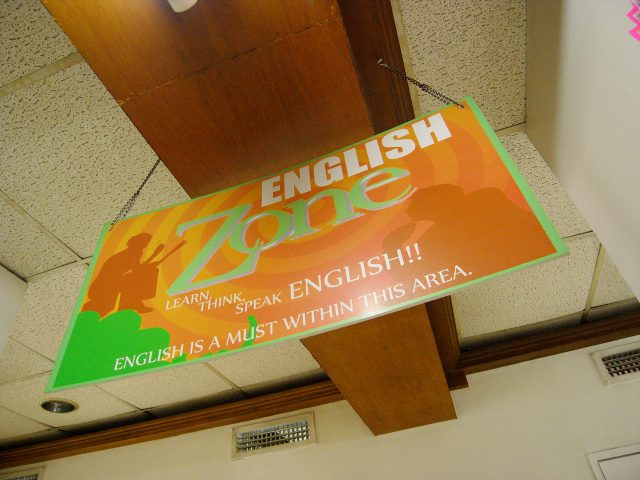 ENGLISH
Zone
LEARN, THINK, SPEAK ENGLISH!!
ENGLISH IS A MUST WITHIN THIS AREA.